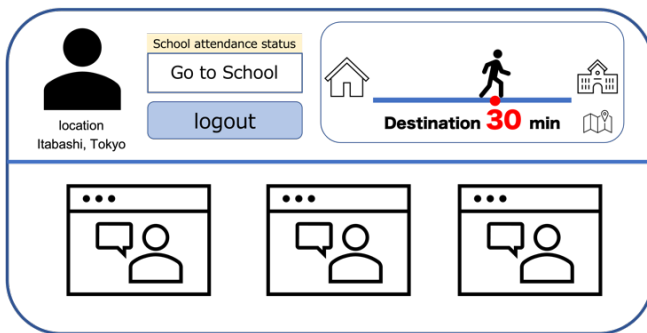 School attendance status
Go to School
logout
location
Itabashi, Tokyo
Destination 30 min